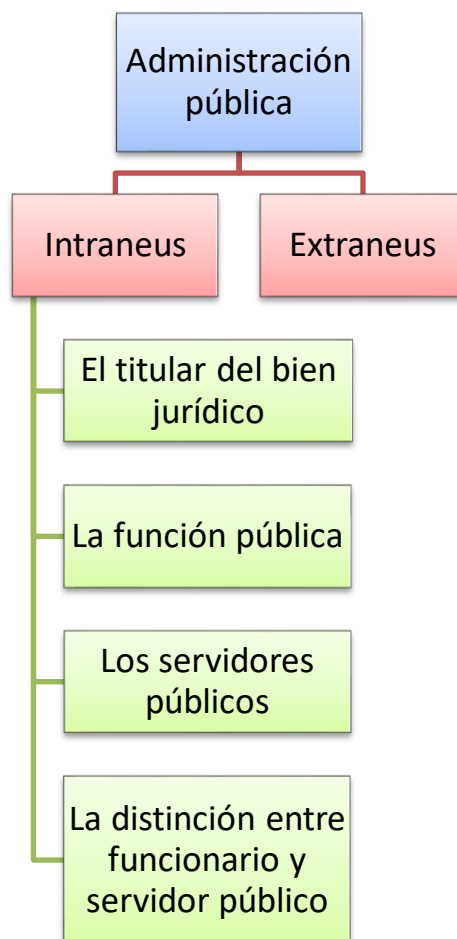 Administración
pública
Intraneus
Extraneus
El titular del bien
jurídico
La función pública
Los servidores
públicos
La distinción entre
funcionario y
servidor público